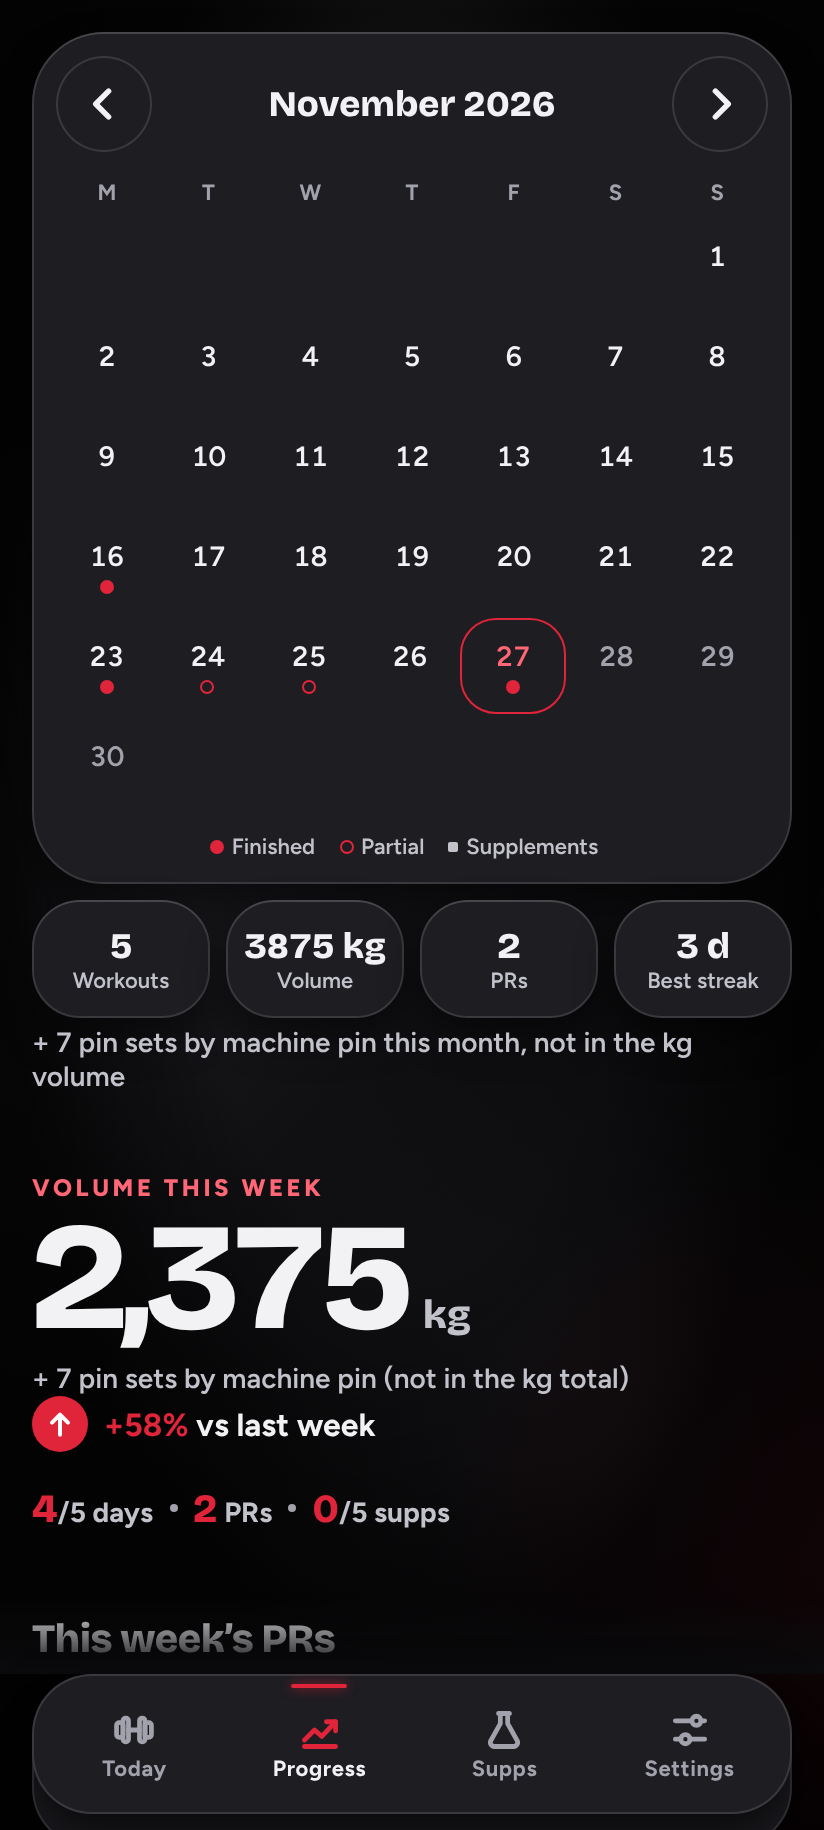 November 2026
M T W T F S S
1
2 3 4 5 6 7 8
9 10 11 12 13 14 15
16 17 18 19 20 21 22
23 24 25 26 27 28 29
30
Finished Partial Supplements
5 3875 kg 2 3 d
Workouts Volume PRs Best streak
+ 7 pin sets by machine pin this month, not in the kg
volume
VOLUME THIS WEEK
2,375 kg
+ 7 pin sets by machine pin (not in the kg total)
+58% vs last week
4/5 days • 2 PRs • 0/5 supps
This week’s PRs
Today Progress Supps Settings